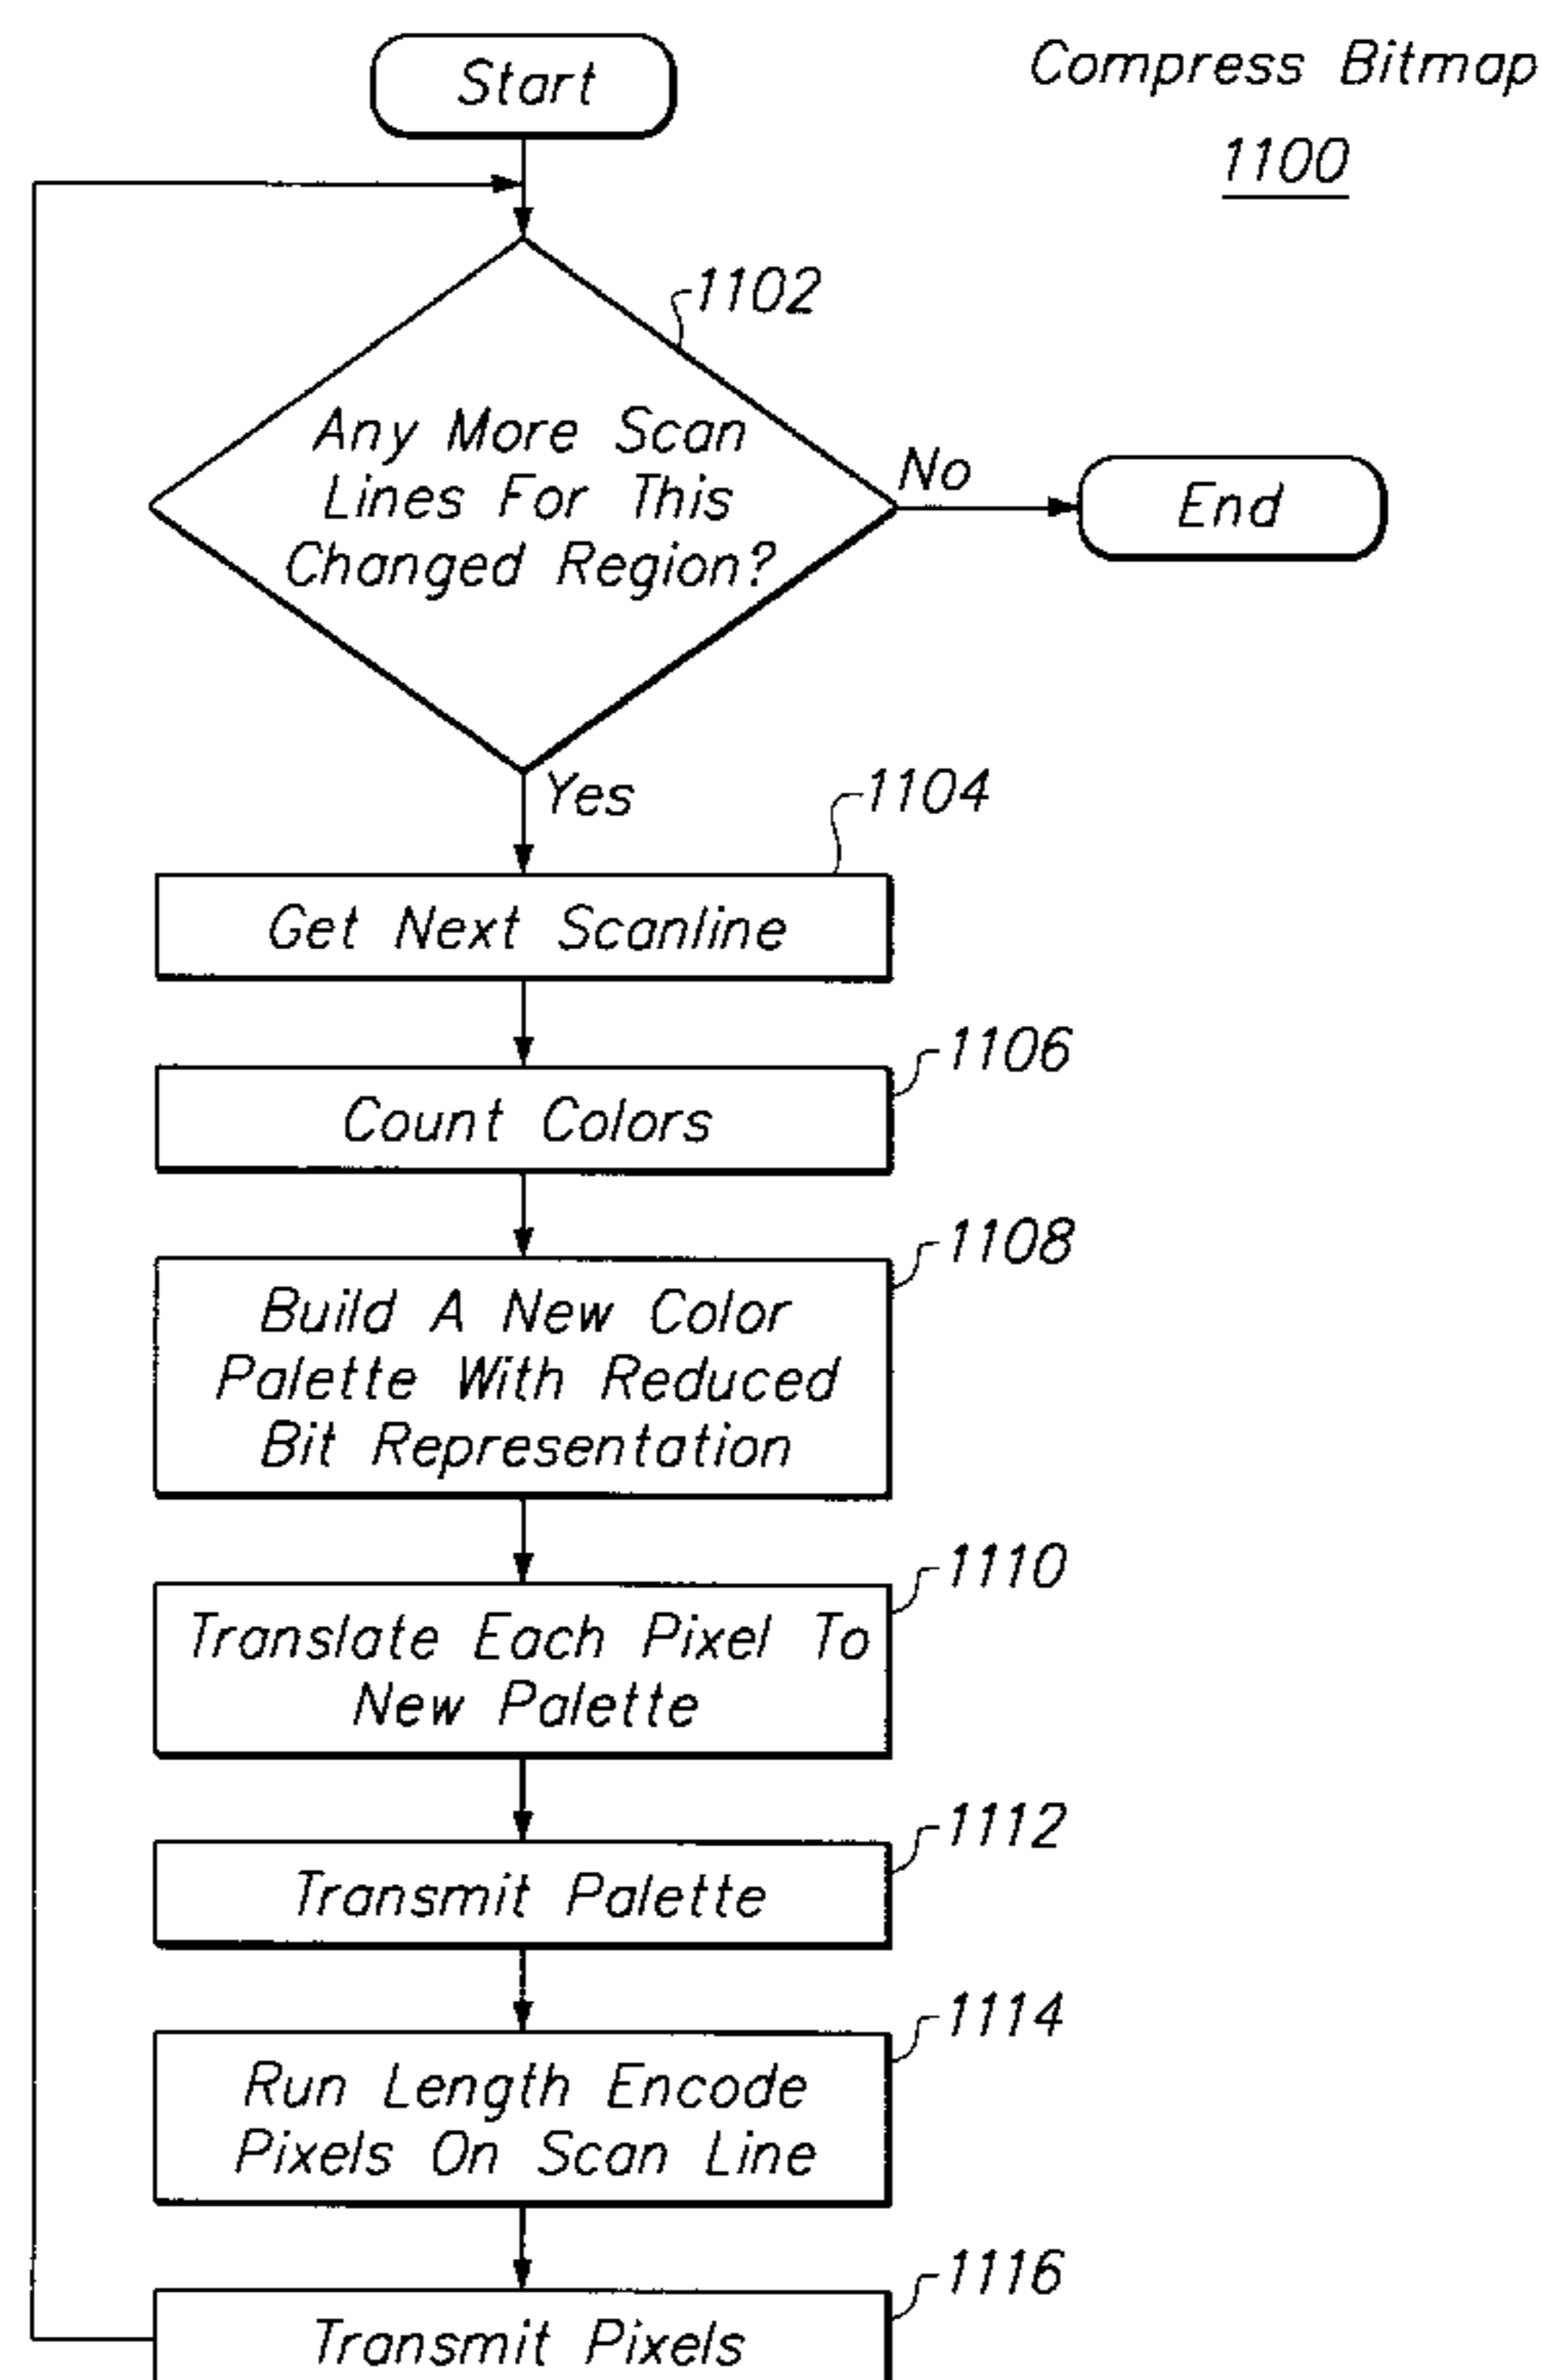 Start
Compress Bitmap
1100
1102
Any More Scan
Lines For This
Changed Region?
No
End
Yes
1104
Get Next Scanline
1106
Count Colors
1108
Build A New Color
Palette With Reduced
Bit Representation
1110
Translate Each Pixel To
New Palette
1112
Transmit Palette
1114
Run Length Encode
Pixels On Scan Line
1116
Transmit Pixels